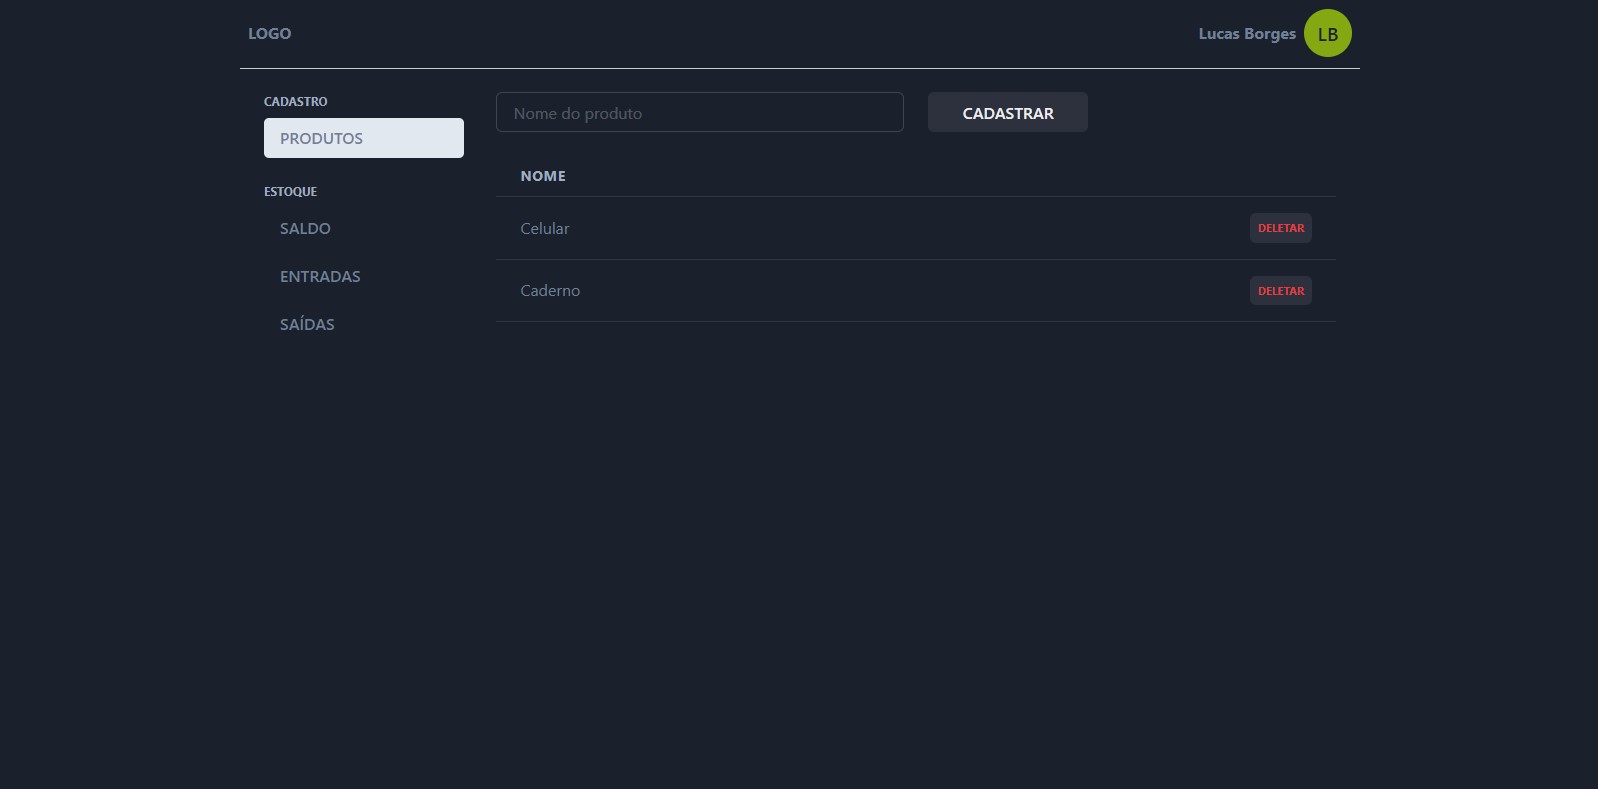 LOGO
Lucas Borges
LB
CADASTRO
PRODUTOS
ESTOQUE
SALDO
ENTRADAS
SAÍDAS
Nome do produto
CADASTRAR
NOME
Celular
DELETAR
Caderno
DELETAR